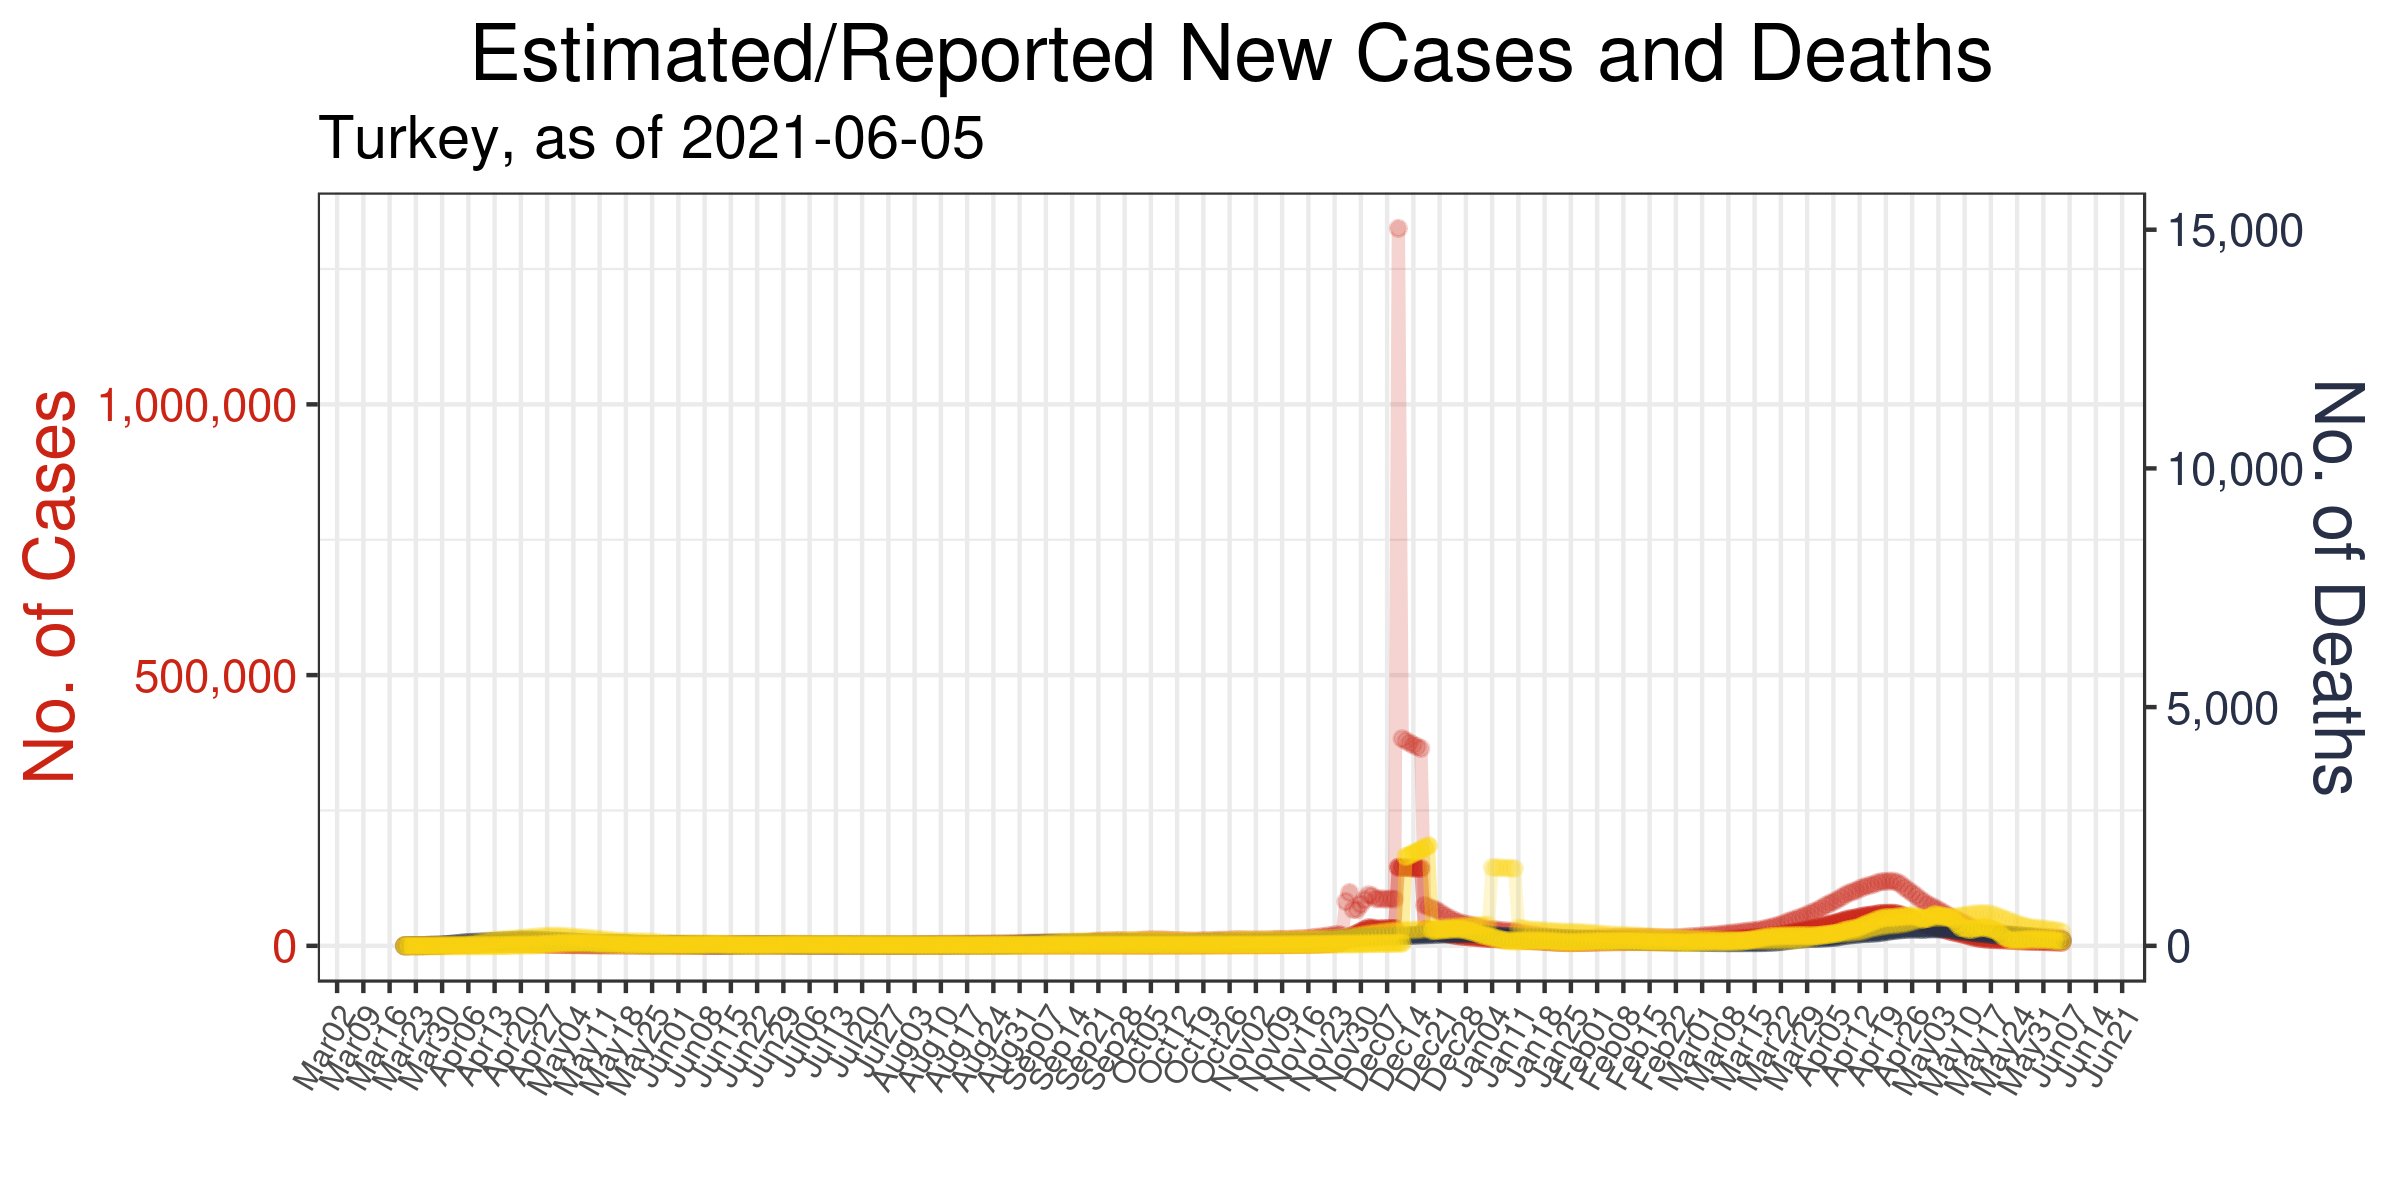 Estimated/Reported New Cases and Deaths
Turkey, as of 2021-06-05
No. of Cases
1,000,000
500,000
0
15,000
10,000
5,000
0
No. of Deaths
Mar02
Mar09
Mar16
Mar23
Mar30
Apr06
Apr13
Apr20
Apr27
May04
May11
May18
May25
Jun01
Jun08
Jun15
Jun22
Jun29
Jul06
Jul13
Jul20
Jul27
Aug03
Aug10
Aug17
Aug24
Aug31
Sep07
Sep14
Sep21
Sep28
Oct05
Oct12
Oct19
Oct26
Nov02
Nov09
Nov16
Nov23
Nov30
Dec07
Dec14
Dec21
Dec28
Jan04
Jan11
Jan18
Jan25
Feb01
Feb08
Feb15
Feb22
Mar01
Mar08
Mar15
Mar22
Mar29
Apr05
Apr12
Apr19
Apr26
May03
May10
May17
May24
May31
Jun07
Jun14
Jun21